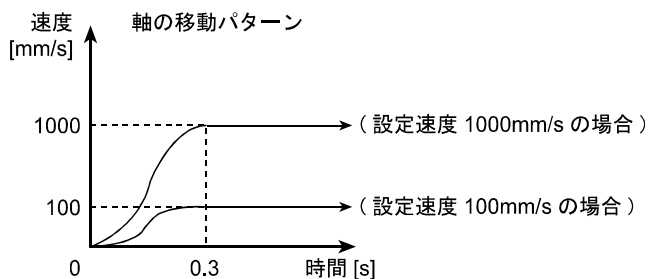 速度
[mm/s]
軸の移動パターン
1000
(設定速度 1000mm/s の場合)
100
(設定速度 100mm/s の場合)
0
0.3
時間 [s]